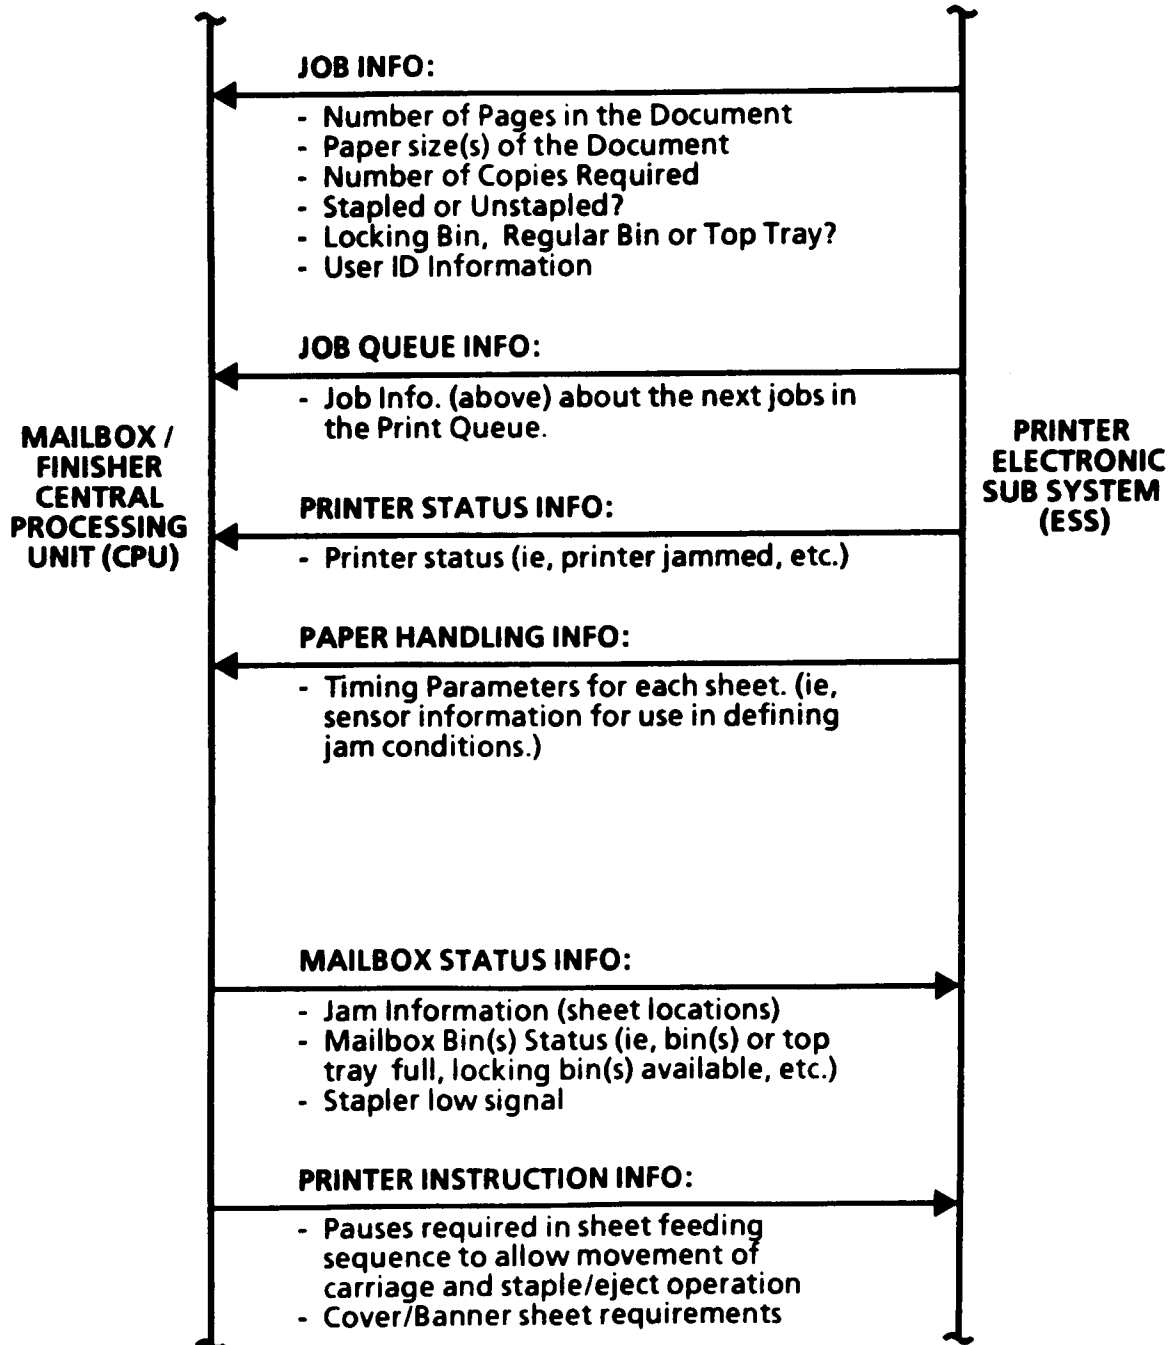 JOB INFO:
- Number of Pages in the Document
- Paper size(s) of the Document
- Number of Copies Required
- Stapled or Unstapled?
- Locking Bin, Regular Bin or Top Tray?
- User ID Information
JOB QUEUE INFO:
- Job Info. (above) about the next jobs in
the Print Queue.
MAILBOX /
FINISHER
CENTRAL
PROCESSING
UNIT (CPU)
PRINTER
ELECTRONIC
SUB SYSTEM
(ESS)
PRINTER STATUS INFO:
- Printer status (ie, printer jammed, etc.)
PAPER HANDLING INFO:
- Timing Parameters for each sheet. (ie,
sensor information for use in defining
jam conditions.)
MAILBOX STATUS INFO:
- Jam Information (sheet locations)
- Mailbox Bin(s) Status (ie, bin(s) or top
tray full, locking bin(s) available, etc.)
- Stapler low signal
PRINTER INSTRUCTION INFO:
- Pauses required in sheet feeding
sequence to allow movement of
carriage and staple/eject operation
- Cover/Banner sheet requirements